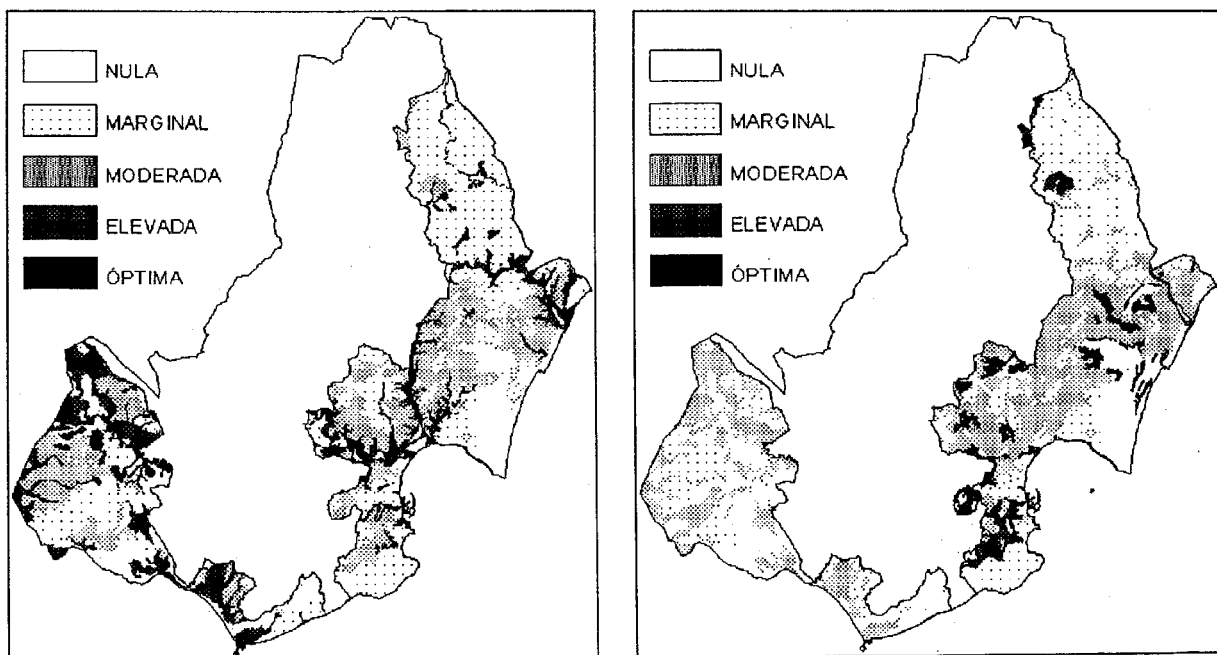 NULA
MARGINAL
MODERADA
ELEVADA
ÓPTIMA
NULA
MARGINAL
MODERADA
ELEVADA
ÓPTIMA